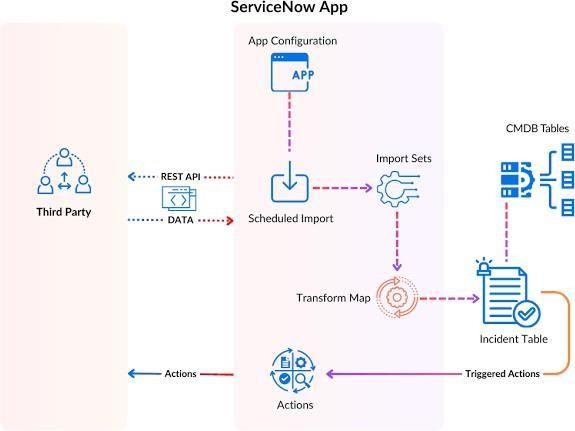 ServiceNow App
App Configuration
APP
CMDB Tables
Import Sets
REST API
Third Party
DATA
Scheduled Import
Transform Map
Incident Table
Actions
Triggered Actions
Actions